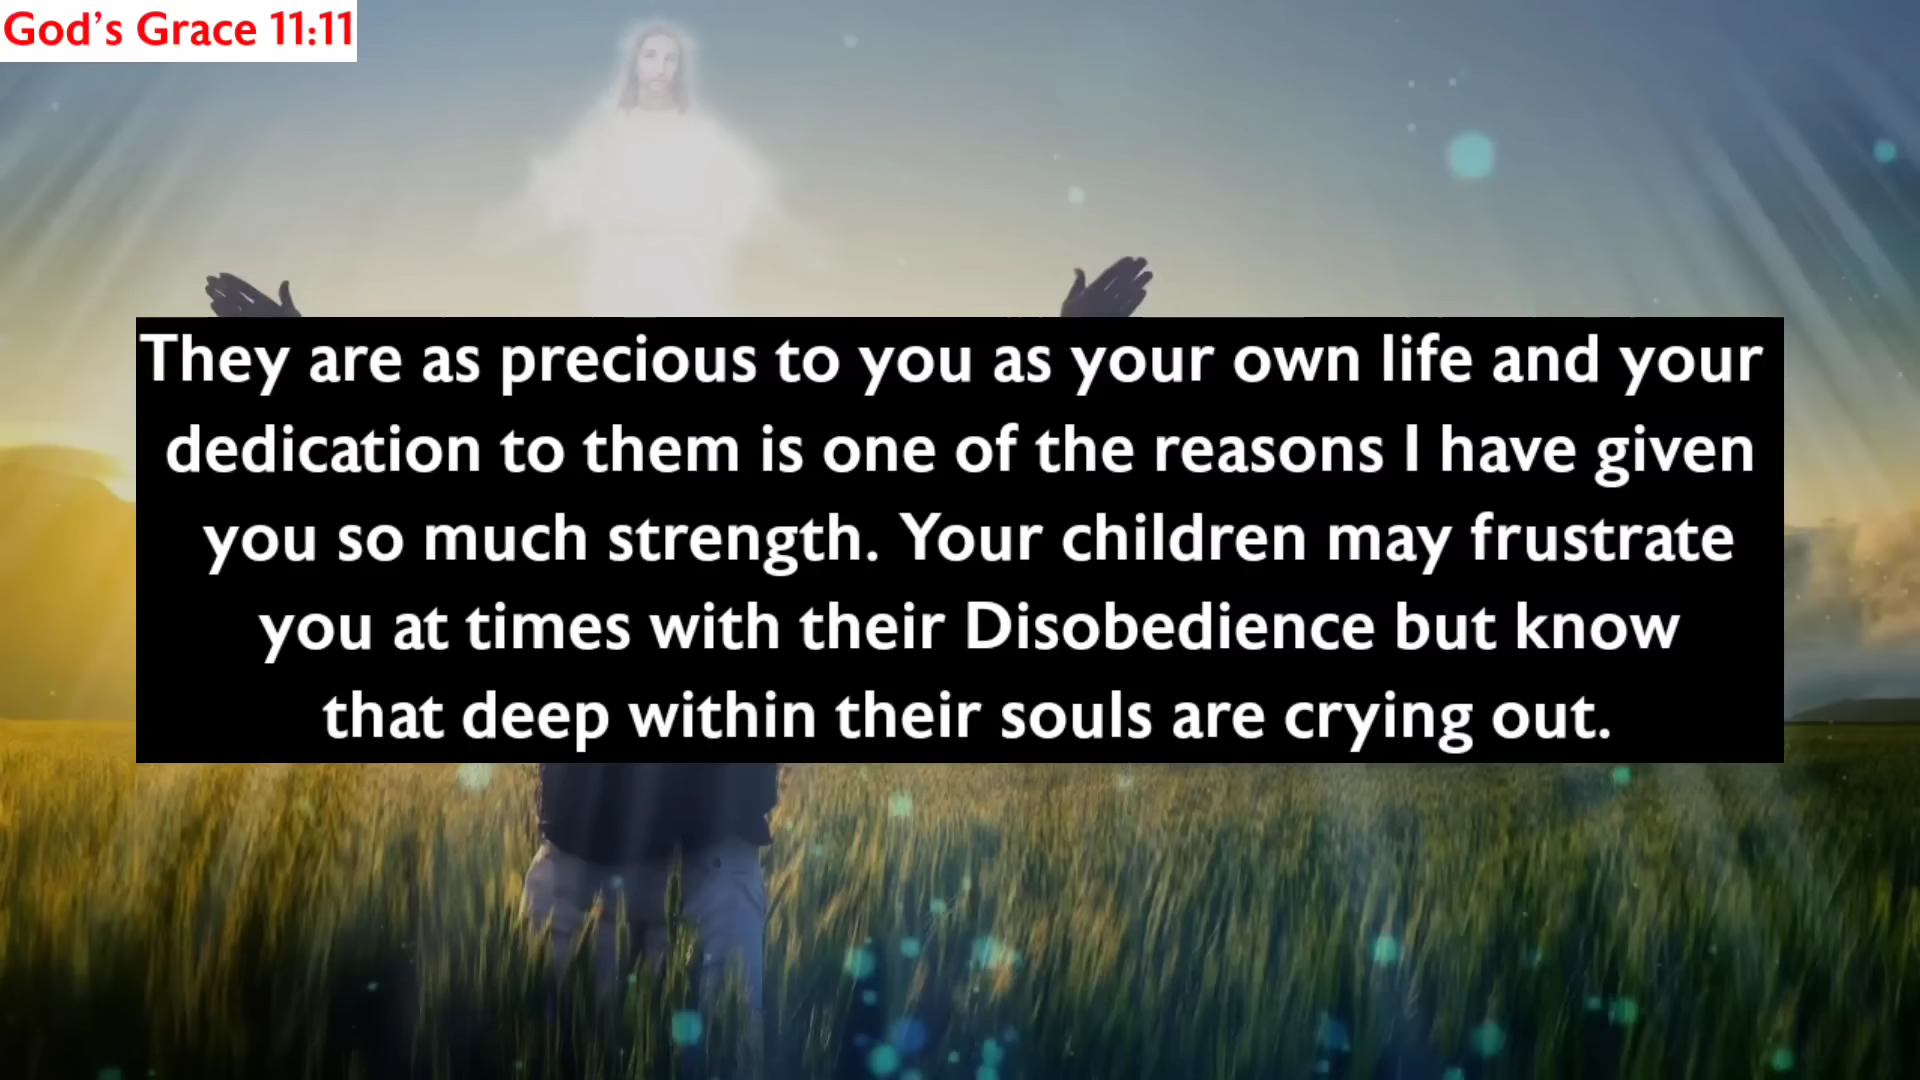 God's Grace 11:11
They are as precious to you as your own life and your
dedication to them is one of the reasons I have given
you so much strength. Your children may frustrate
you at times with their Disobedience but know
that deep within their souls are crying out.